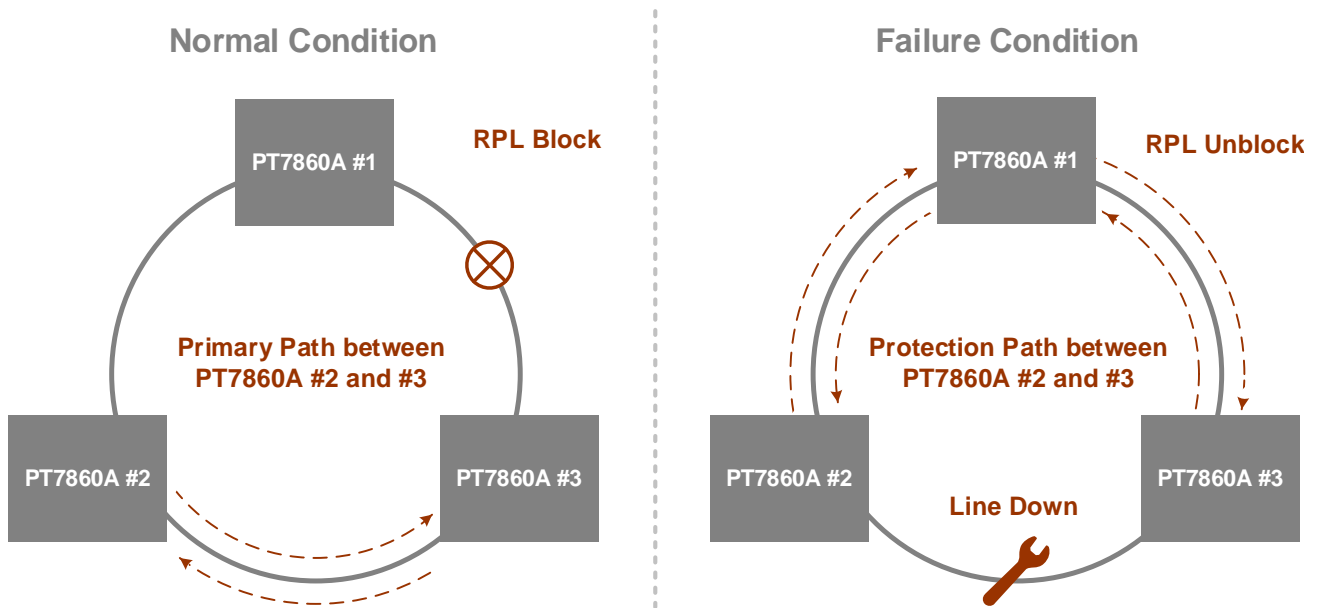 Normal Condition
PT7860A #1
RPL Block
Primary Path between
PT7860A #2 and #3
PT7860A #2
PT7860A #3
Failure Condition
PT7860A #1
RPL Unblock
Protection Path between
PT7860A #2 and #3
PT7860A #2
PT7860A #3
Line Down